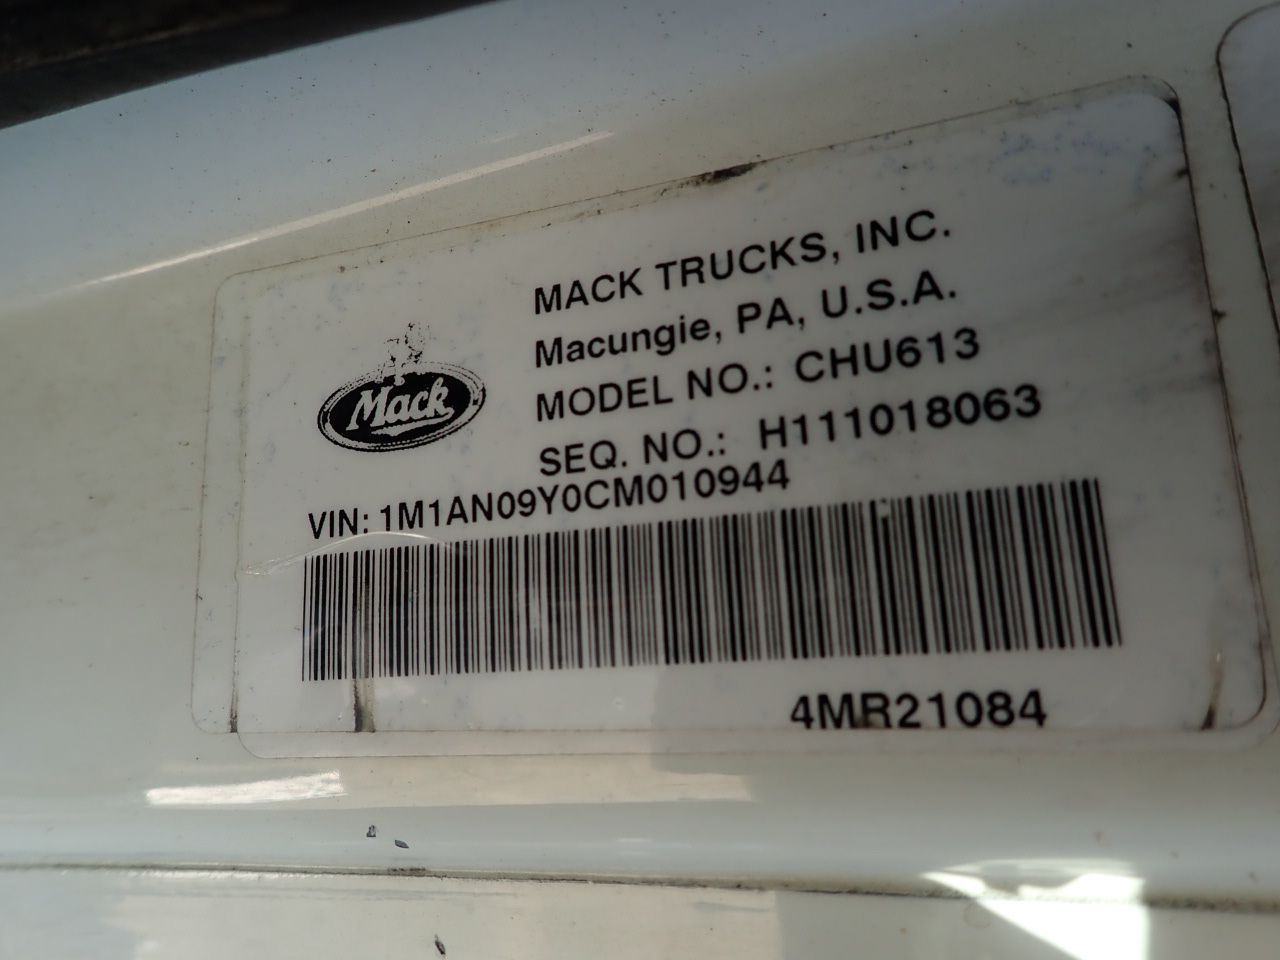 MACK TRUCKS, INC.
Macungie, PA, U.S.A.
MODEL NO.: CHU613
SEQ. NO.: H111018063
Mack
VIN: 1M1AN09Y0CM010944
4MR21084